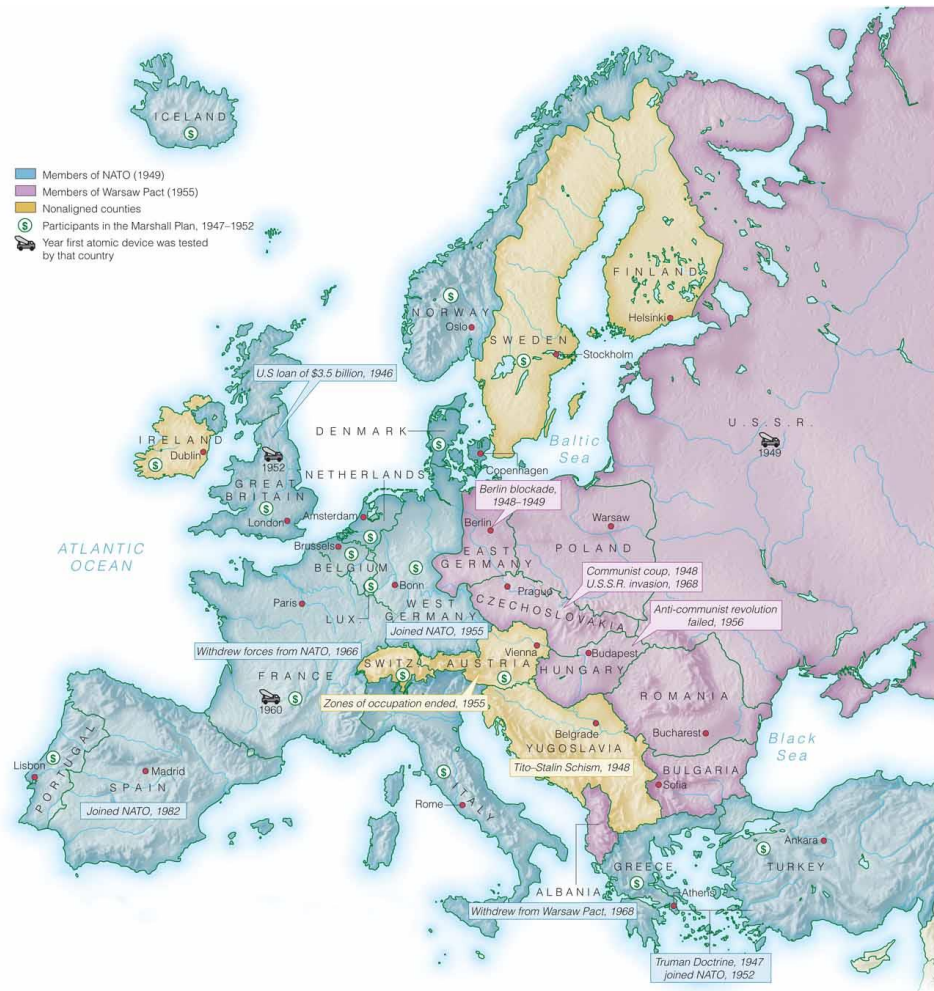 ICELAND
$
Members of NATO (1949)
Members of Warsaw Pact (1955)
Nonaligned counties
$ Participants in the Marshall Plan, 1947–1952
Year first atomic device was tested
by that country
FINLAND
Helsinki
$
NORWAY
Oslo
SWEDEN
$
Stockholm
U.S loan of $3.5 billion, 1946
U.S.S.R.
1949
DENMARK
$
Baltic
Sea
Copenhagen
IRELAND
Dublin
$
1952
GREAT
BRITAIN
$
London
NETHERLANDS
Amsterdam
$
Berlin blockade,
1948–1949
Berlin
Warsaw
EAST
GERMANY
POLAND
ATLANTIC
OCEAN
Brussels
$
BELGIUM
$
$
Bonn
Communist coup, 1948
U.S.S.R. invasion, 1968
Prague
CZECHOSLOVAKIA
Paris
LUX
WEST
GERMANY
Joined NATO, 1955
Anti-communist revolution
failed, 1956
Withdrew forces from NATO, 1966
Vienna
Budapest
SWITZ
$
AUSTRIA
$
HUNGARY
FRANCE
$
1960
Zones of occupation ended, 1955
ROMANIA
Bucharest
Belgrade
YUGOSLAVIA
Tito–Stalin Schism, 1948
Black
Sea
BULGARIA
Sofia
Lisbon
$
PORTUGAL
Madrid
SPAIN
Joined NATO, 1982
$
ITALY
Rome
Ankara
$
TURKEY
GREECE
$
Athens
ALBANIA
Withdrew from Warsaw Pact, 1968
Truman Doctrine, 1947
joined NATO, 1952